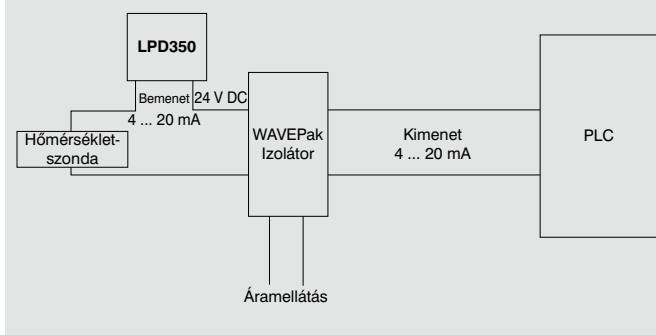 LPD350
Bemenet
24 V DC
4 ... 20 mA
Hőmérséklet-
szonda
WAVEPak
Izolátor
Kimenet
4 ... 20 mA
PLC
Áramellátás